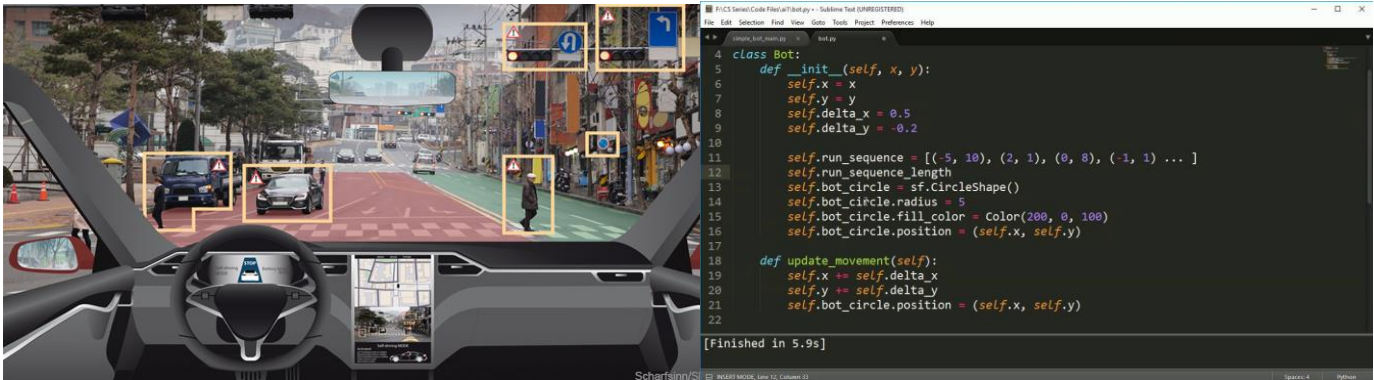 STOP
Self-driving MODE
Scharfsinn/S
F:\CS Series\Code Files\ai7\bot.py • - Sublime Text (UNREGISTERED)
File Edit Selection Find View Goto Tools Project Preferences Help
simple_bot_main.py × bot.py
4 class Bot:
5 def __init__(self, x, y):
6 self.x = x
7 self.y = y
8 self.delta_x = 0.5
9 self.delta_y = -0.2
10
11 self.run_sequence = [(-5, 10), (2, 1), (0, 8), (-1, 1) ... ]
12 self.run_sequence_length
13 self.bot_circle = sf.CircleShape()
14 self.bot_circle.radius = 5
15 self.bot_circle.fill_color = Color(200, 0, 100)
16 self.bot_circle.position = (self.x, self.y)
17
18 def update_movement(self):
19 self.x += self.delta_x
20 self.y += self.delta_y
21 self.bot_circle.position = (self.x, self.y)
22
[Finished in 5.9s]
INSERT MODE, Line 12, Column 33 Spaces: 4 Python